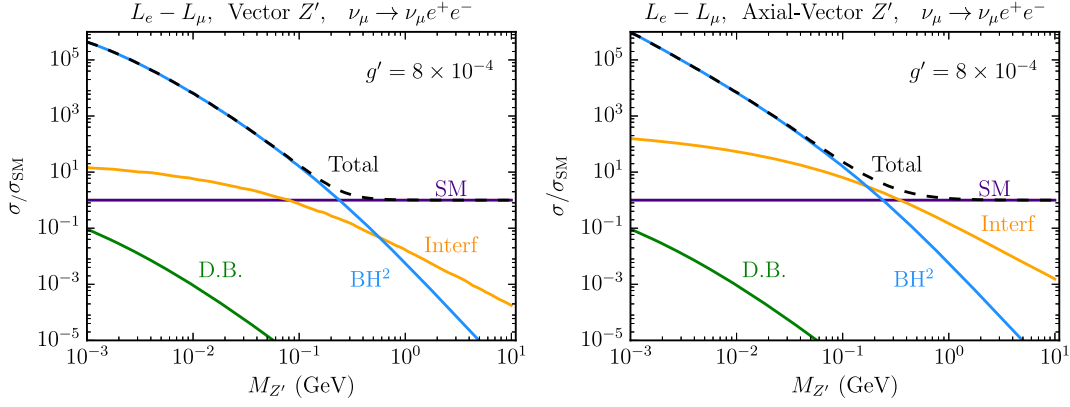 L_e − L_μ, Vector Z′, ν_μ → ν_μ e⁺e⁻
g′ = 8 × 10⁻⁴
Total
SM
Interf
D.B.
BH²
10⁵
10³
10¹
10⁻¹
10⁻³
10⁻⁵
σ/σ_SM
10⁻³ 10⁻² 10⁻¹ 10⁰ 10¹
M_Z′ (GeV)
L_e − L_μ, Axial-Vector Z′, ν_μ → ν_μ e⁺e⁻
g′ = 8 × 10⁻⁴
Total
SM
Interf
D.B.
BH²
10⁵
10³
10¹
10⁻¹
10⁻³
10⁻⁵
σ/σ_SM
10⁻³ 10⁻² 10⁻¹ 10⁰ 10¹
M_Z′ (GeV)